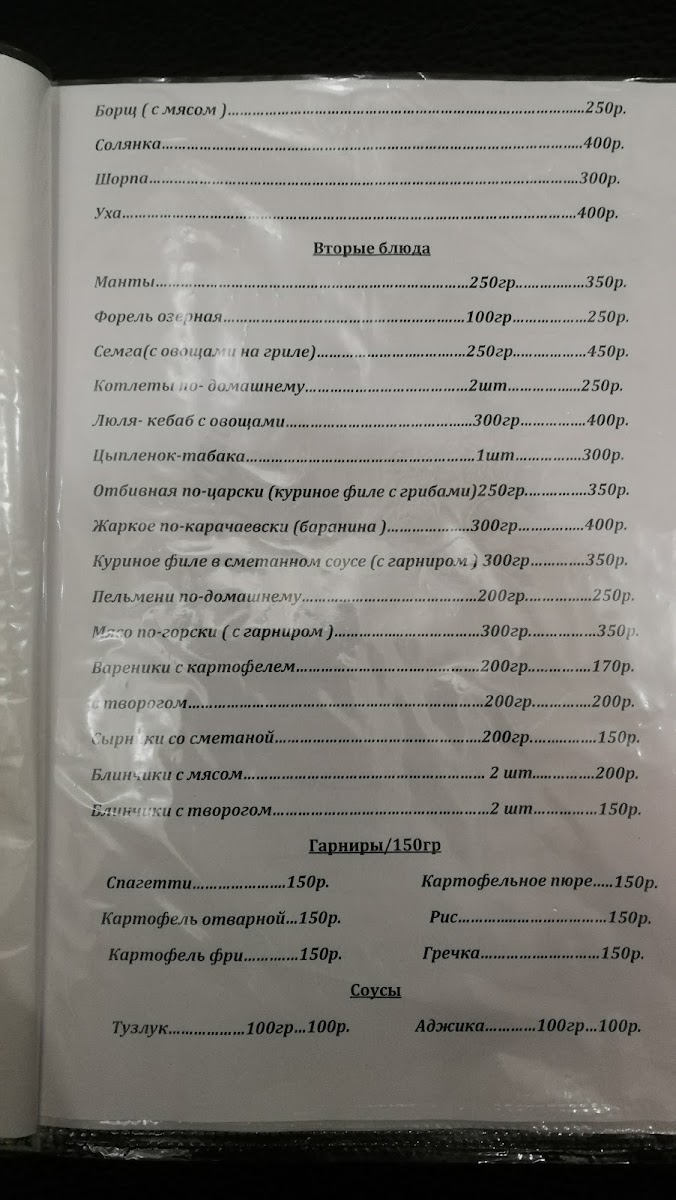 Борщ ( с мясом )..........250р.
Солянка..........400р.
Шорпа..........300р.
Уха..........400р.
Вторые блюда
Манты..........250гр..........350р.
Форель озерная..........100гр..........250р.
Семга(с овощами на гриле)..........250гр..........450р.
Котлеты по- домашнему..........2шт..........250р.
Люля- кебаб с овощами..........300гр..........400р.
Цыпленок-табака..........1шт..........300р.
Отбивная по-царски (куриное филе с грибами)250гр..........350р.
Жаркое по-карачаевски (баранина )..........300гр..........400р.
Куриное филе в сметанном соусе (с гарниром ) 300гр..........350р.
Пельмени по-домашнему..........200гр..........250р.
Мясо по-горски ( с гарниром )..........300гр..........350р.
Вареники с картофелем..........200гр..........170р.
с творогом..........200гр..........200р.
Сырники со сметаной..........200гр..........150р.
Блинчики с мясом.......... 2 шт..........200р.
Блинчики с творогом..........2 шт..........150р.
Гарниры/150гр
Спагетти..........150р. Картофельное пюре.....150р.
Картофель отварной...150р. Рис..........150р.
Картофель фри..........150р. Гречка..........150р.
Соусы
Тузлук..........100гр...100р. Аджика..........100гр...100р.